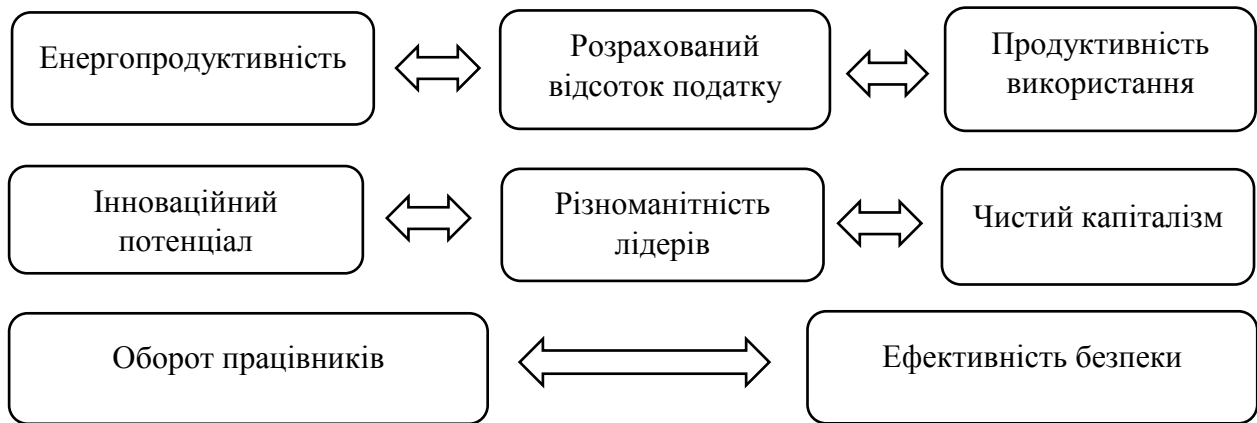 Енергопродуктивність
Розрахований
відсоток податку
Продуктивність
використання
Інноваційний
потенціал
Різноманітність
лідерів
Чистий капіталізм
Оборот працівників
Ефективність безпеки